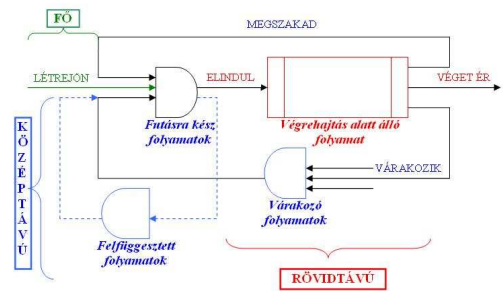 FŐ
MEGSZAKAD
LÉTREJÖN
ELINDUL
VÉGET ÉR
Futásra kész
folyamatok
Végrehajtás alatt álló
folyamat
KÖZÉPTÁVÚ
VÁRAKOZIK
Várakozó
folyamatok
Felfüggesztett
folyamatok
RÖVIDTÁVÚ